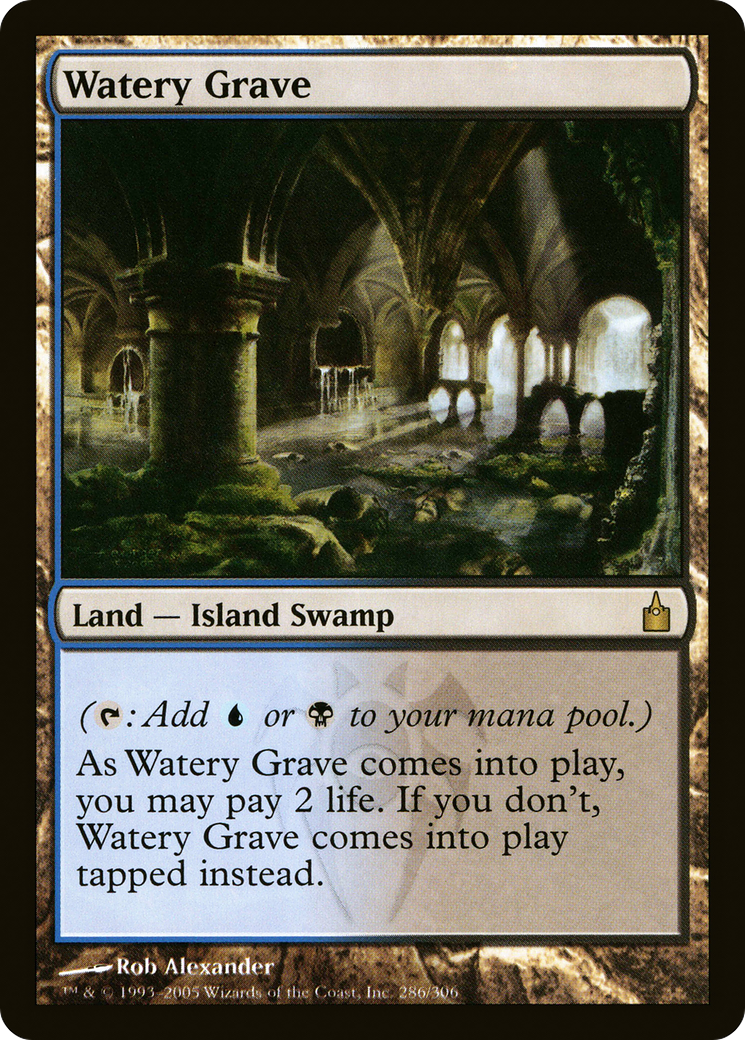 Watery Grave
Land — Island Swamp
( : Add or to your mana pool.)
As Watery Grave comes into play,
you may pay 2 life. If you don't,
Watery Grave comes into play
tapped instead.
Rob Alexander
™ & © 1993–2005 Wizards of the Coast, Inc. 286/306